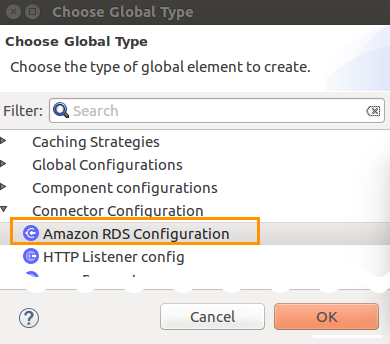 Choose Global Type
Choose Global Type
Choose the type of global element to create.
Filter: Search
Caching Strategies
Global Configurations
Component configurations
Connector Configuration
Amazon RDS Configuration
HTTP Listener config
? Cancel OK